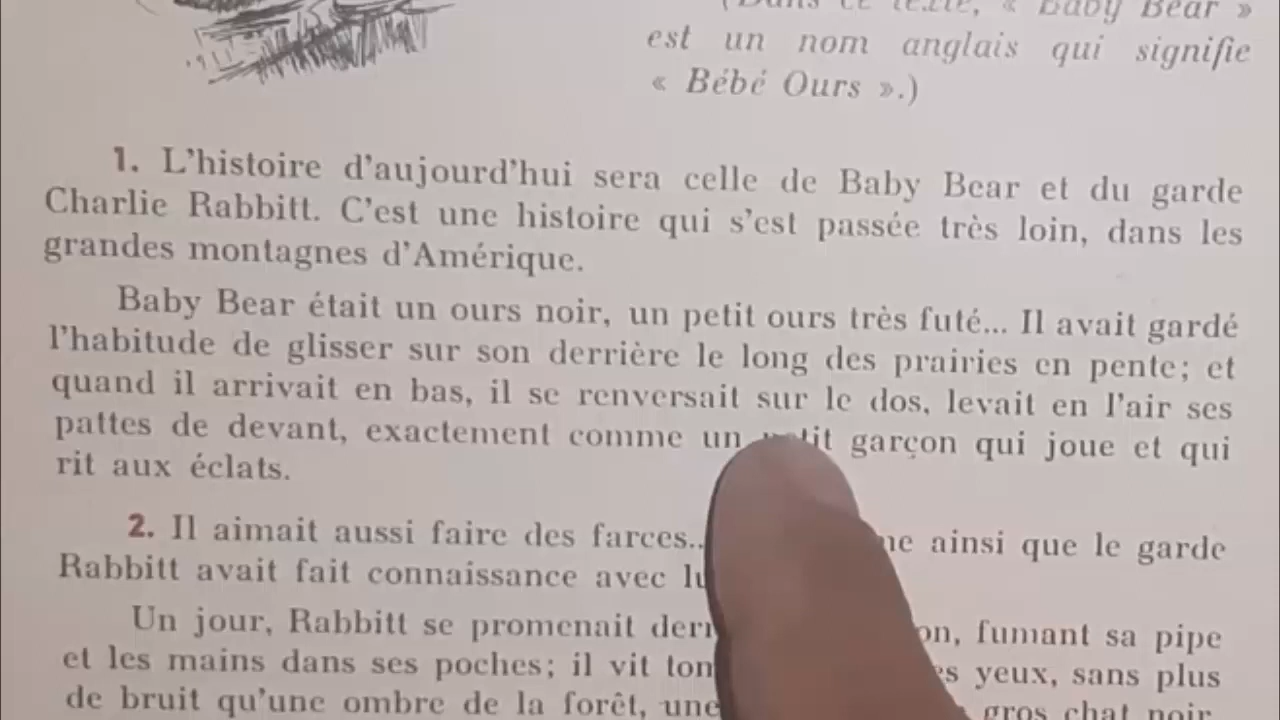 (Dans ce texte, « Baby Bear »
est un nom anglais qui signifie
« Bébé Ours ».)
1. L'histoire d'aujourd'hui sera celle de Baby Bear et du garde
Charlie Rabbitt. C'est une histoire qui s'est passée très loin, dans les
grandes montagnes d'Amérique.
Baby Bear était un ours noir, un petit ours très futé... Il avait gardé
l'habitude de glisser sur son derrière le long des prairies en pente; et
quand il arrivait en bas, il se renversait sur le dos, levait en l'air ses
pattes de devant, exactement comme un petit garçon qui joue et qui
rit aux éclats.
2. Il aimait aussi faire des farces... ainsi que le garde
Rabbitt avait fait connaissance avec
Un jour, Rabbitt se promenait fumant sa pipe
et les mains dans ses poches; il vit yeux, sans plus
de bruit qu'une ombre de la forêt, une gros chat noir